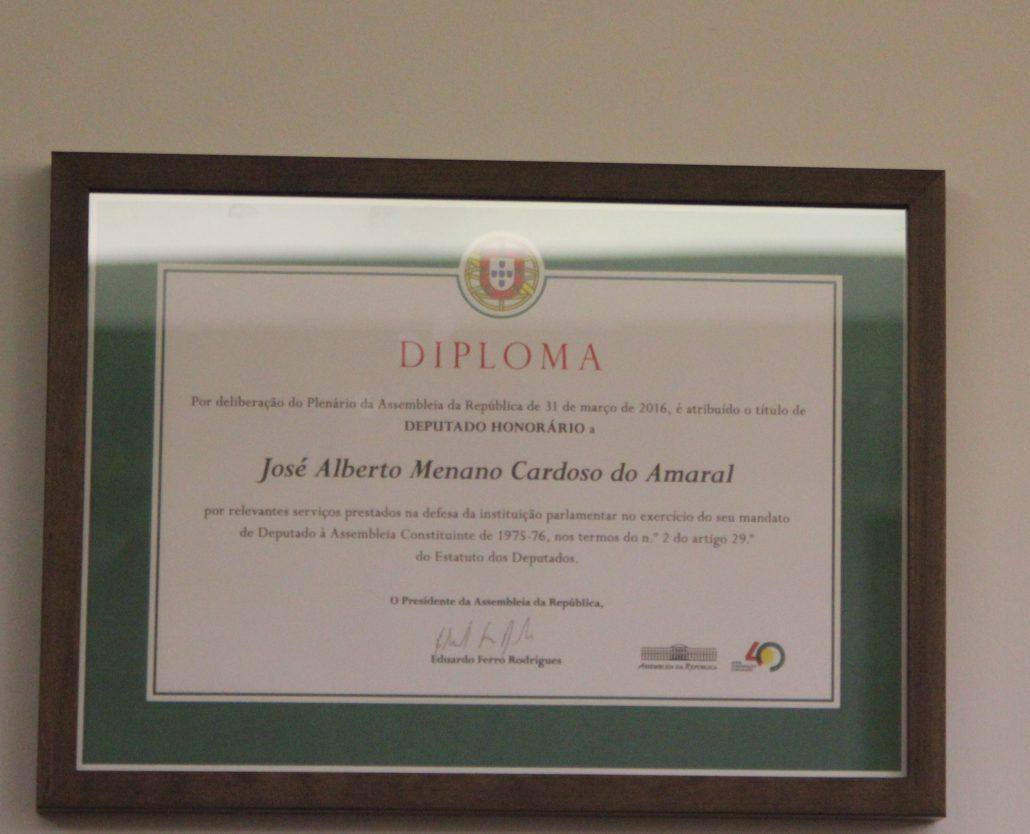 DIPLOMA
Por deliberação do Plenário da Assembleia da República de 31 de março de 2016, é atribuído o título de
DEPUTADO HONORÁRIO a
José Alberto Menano Cardoso do Amaral
por relevantes serviços prestados na defesa da instituição parlamentar no exercício do seu mandato
de Deputado à Assembleia Constituinte de 1975-76, nos termos do n.º 2 do artigo 29.º
do Estatuto dos Deputados.
O Presidente da Assembleia da República,
Eduardo Ferro Rodrigues
ASSEMBLEIA DA REPÚBLICA
40